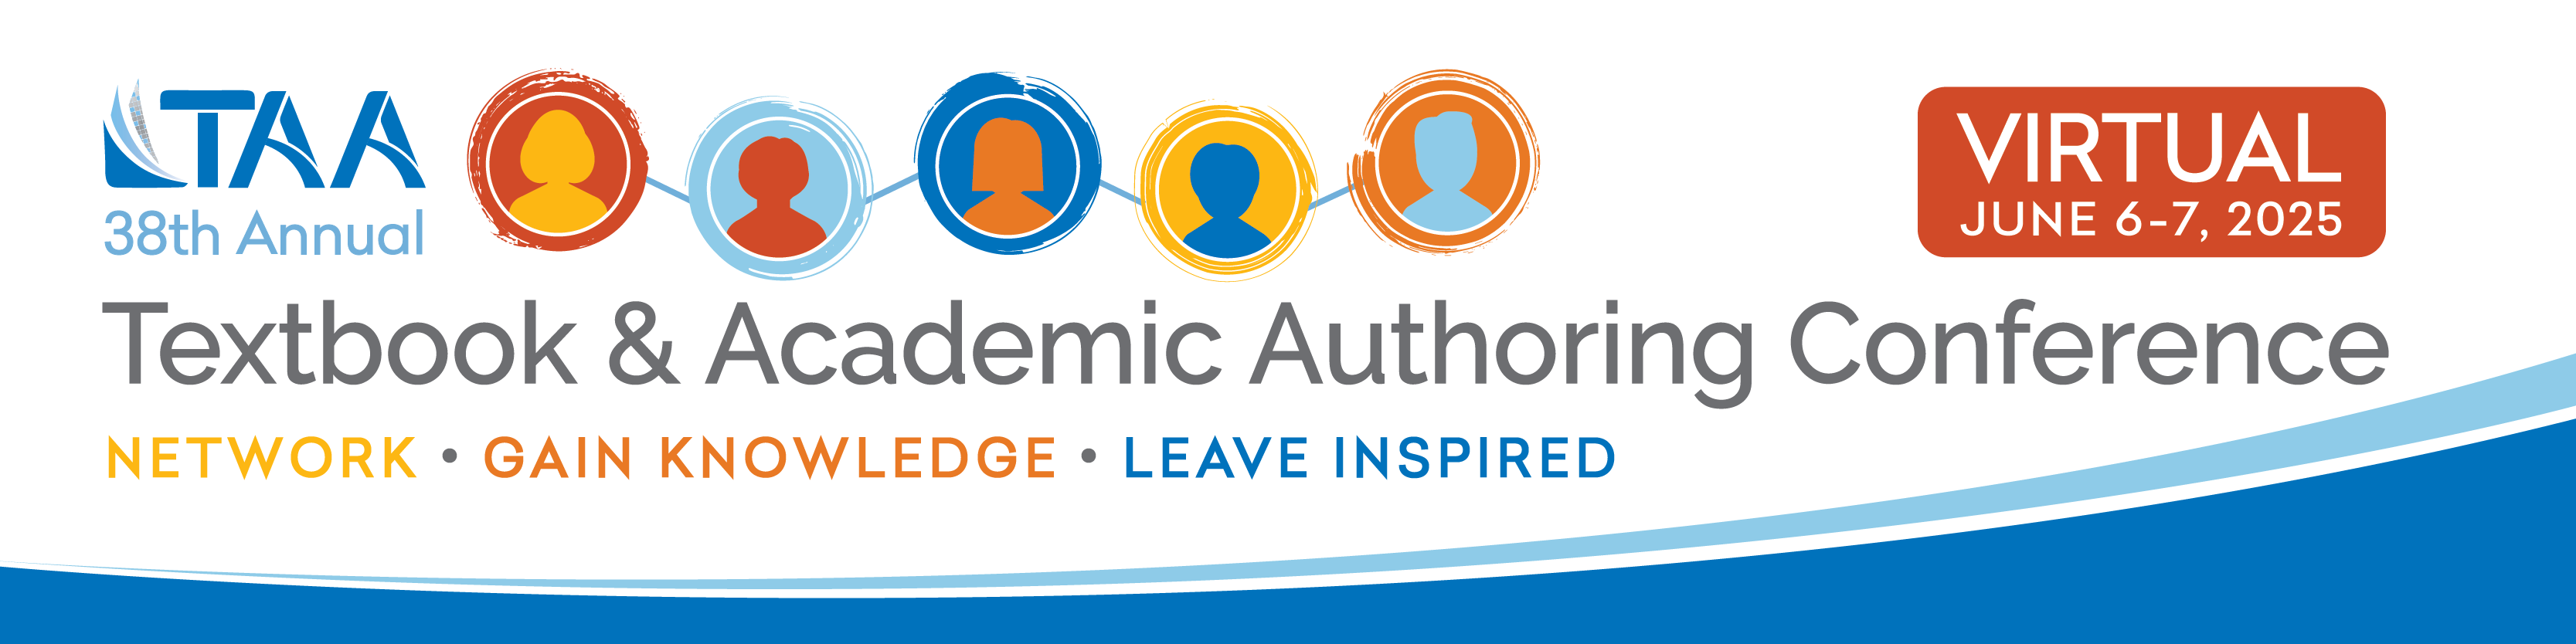 TAA
38th Annual
VIRTUAL
JUNE 6-7, 2025
Textbook & Academic Authoring Conference
NETWORK • GAIN KNOWLEDGE • LEAVE INSPIRED